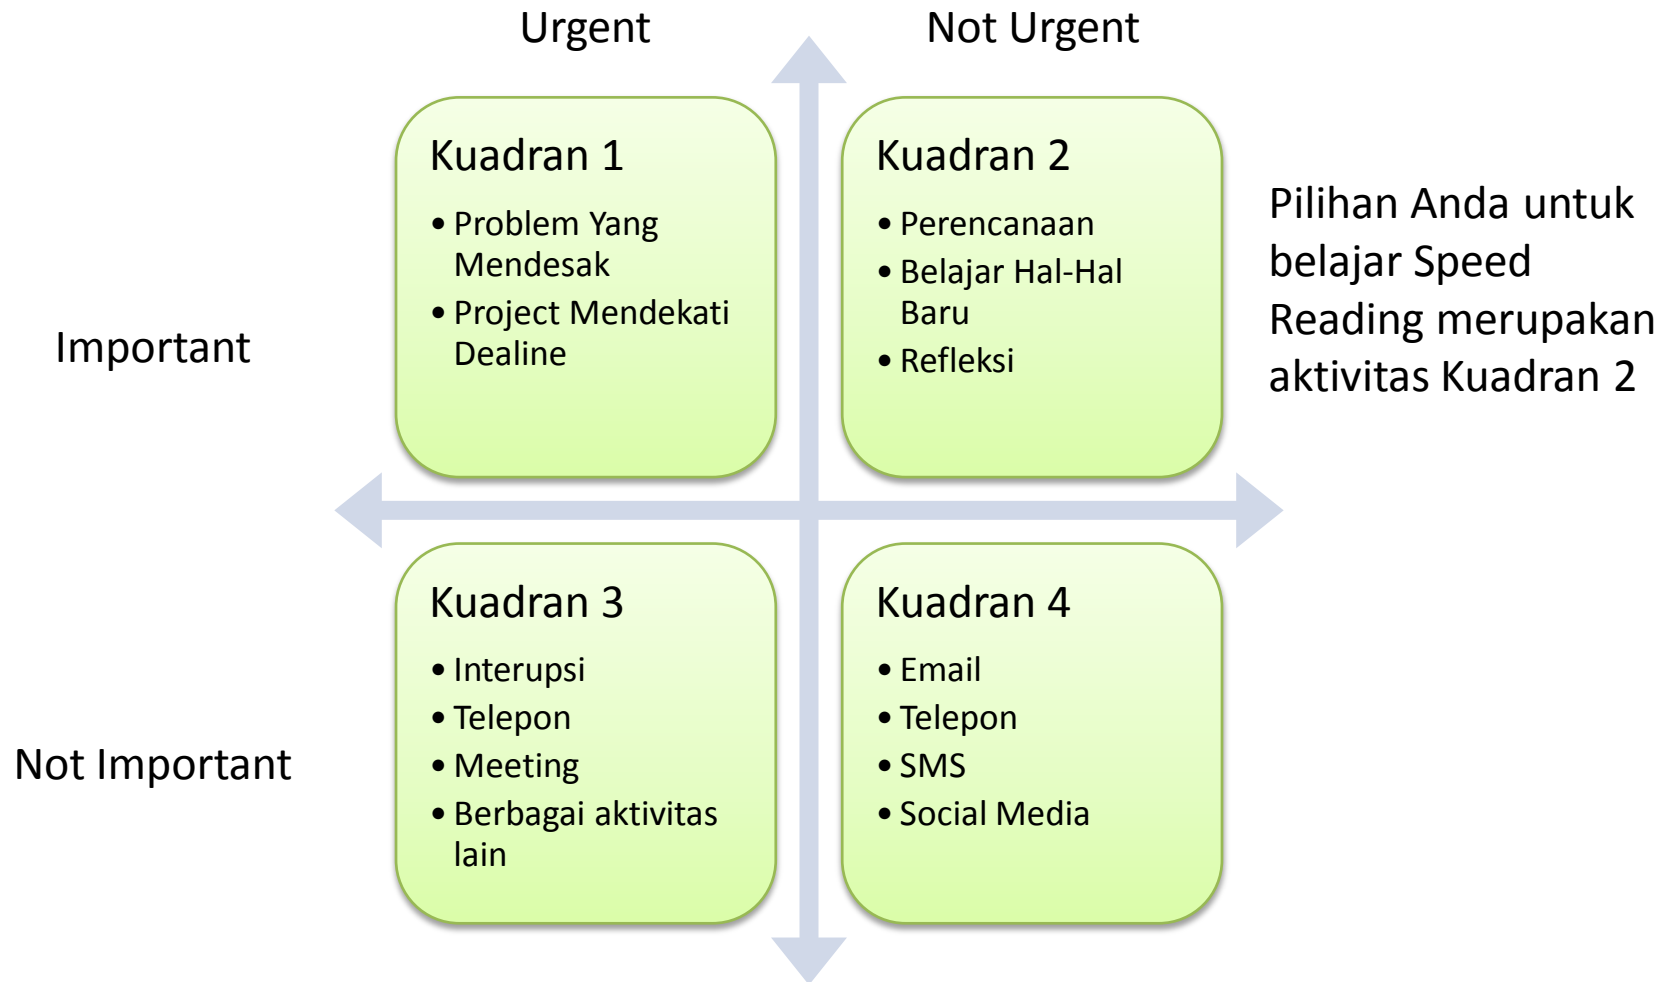 Urgent
Not Urgent
Important
Kuadran 1
• Problem Yang
Mendesak
• Project Mendekati
Dealine
Kuadran 2
• Perencanaan
• Belajar Hal-Hal
Baru
• Refleksi
Pilihan Anda untuk
belajar Speed
Reading merupakan
aktivitas Kuadran 2
Not Important
Kuadran 3
• Interupsi
• Telepon
• Meeting
• Berbagai aktivitas
lain
Kuadran 4
• Email
• Telepon
• SMS
• Social Media